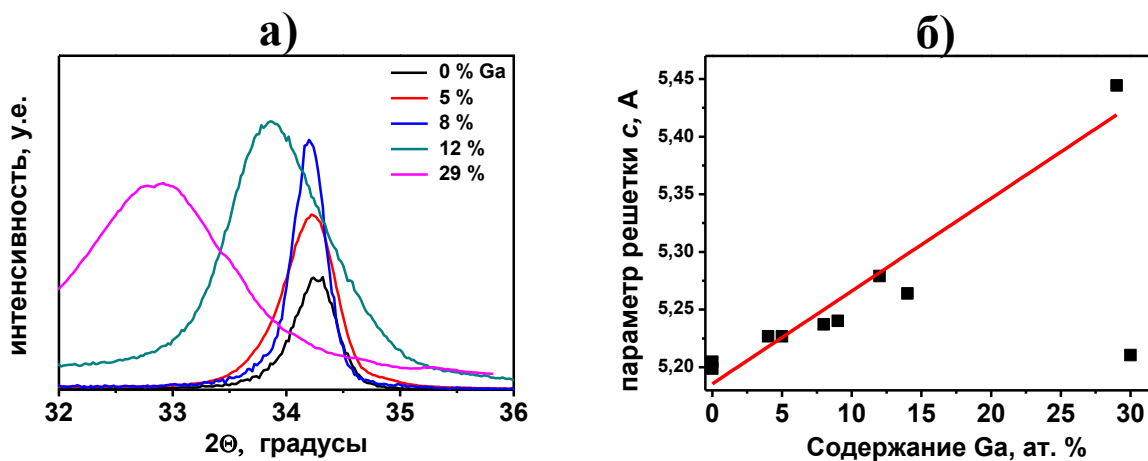 а)
интенсивность, у.е.
0 % Ga
5 %
8 %
12 %
29 %
32 33 34 35 36
2Θ, градусы
б)
параметр решетки c, А
5,45
5,40
5,35
5,30
5,25
5,20
0 5 10 15 20 25 30
Содержание Ga, ат. %